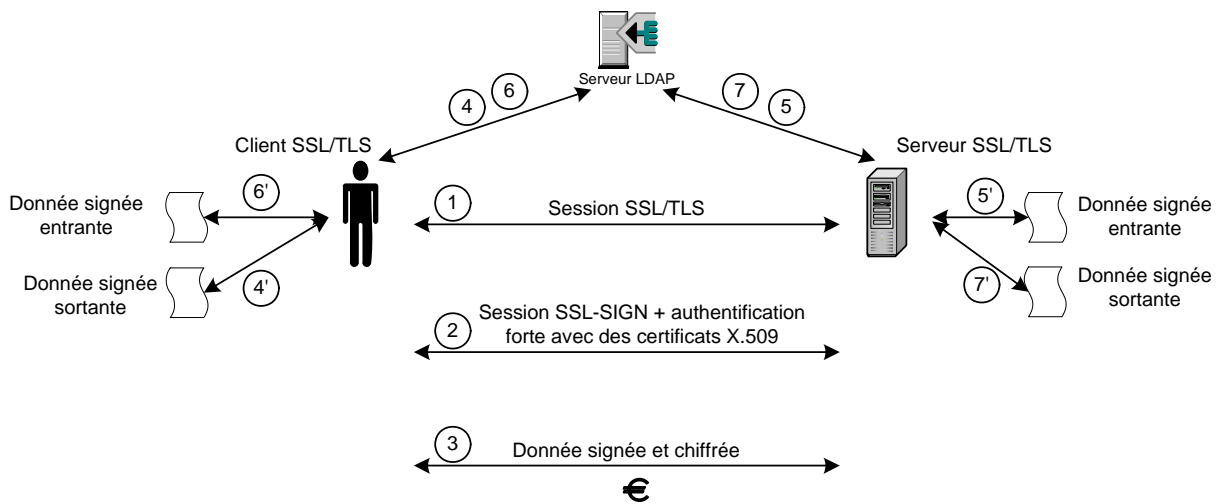 Serveur LDAP
4
6
7
5
Client SSL/TLS
Serveur SSL/TLS
6'
1
Session SSL/TLS
5'
Donnée signée
entrante
Donnée signée
entrante
4'
7'
Donnée signée
sortante
Donnée signée
sortante
2
Session SSL-SIGN + authentification
forte avec des certificats X.509
3
Donnée signée et chiffrée
€